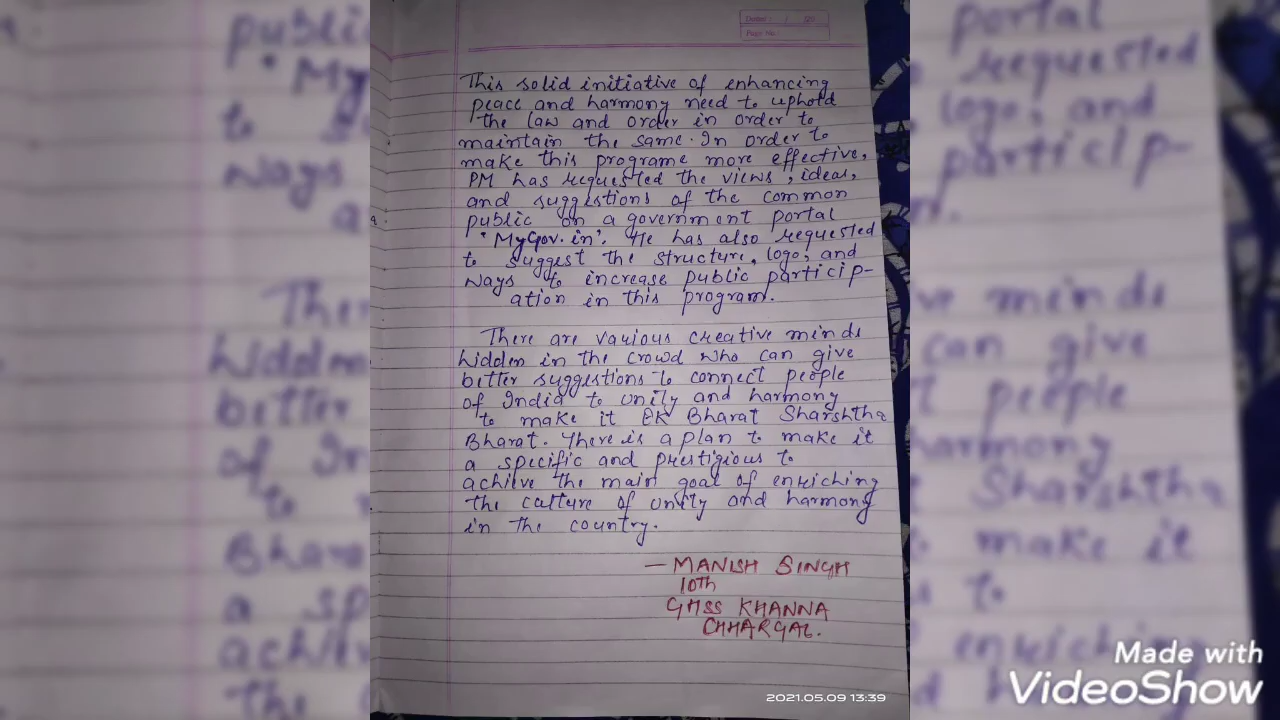 Date : / /20
Page No.
This solid initiative of enhancing
peace and harmony need to uphold
the law and order in order to
maintain the same. In order to
make this programe more effective,
PM has requested the views, ideas,
and suggestions of the common
public on a government portal
"MyGov.in". He has also requested
to suggest the structure, logo, and
ways to increase public particip-
ation in this program.
There are various creative minds
hidden in the crowd who can give
better suggestions to connect people
of India to unity and harmony
to make it EK Bharat Sharshtha
Bharat. There is a plan to make it
a specific and prestigious to
achieve the main goal of enriching
the calture of unity and harmony
in the country.
— MANISH SINGH
10th
GHSS KHANNA
CHHARGAL.
2021.05.09 13:39
Made with
VideoShow